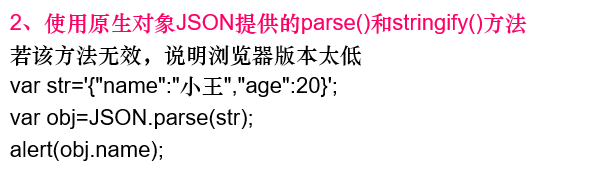 2、使用原生对象JSON提供的parse()和stringify()方法
若该方法无效，说明浏览器版本太低
var str='{"name":"小王","age":20}';
var obj=JSON.parse(str);
alert(obj.name);